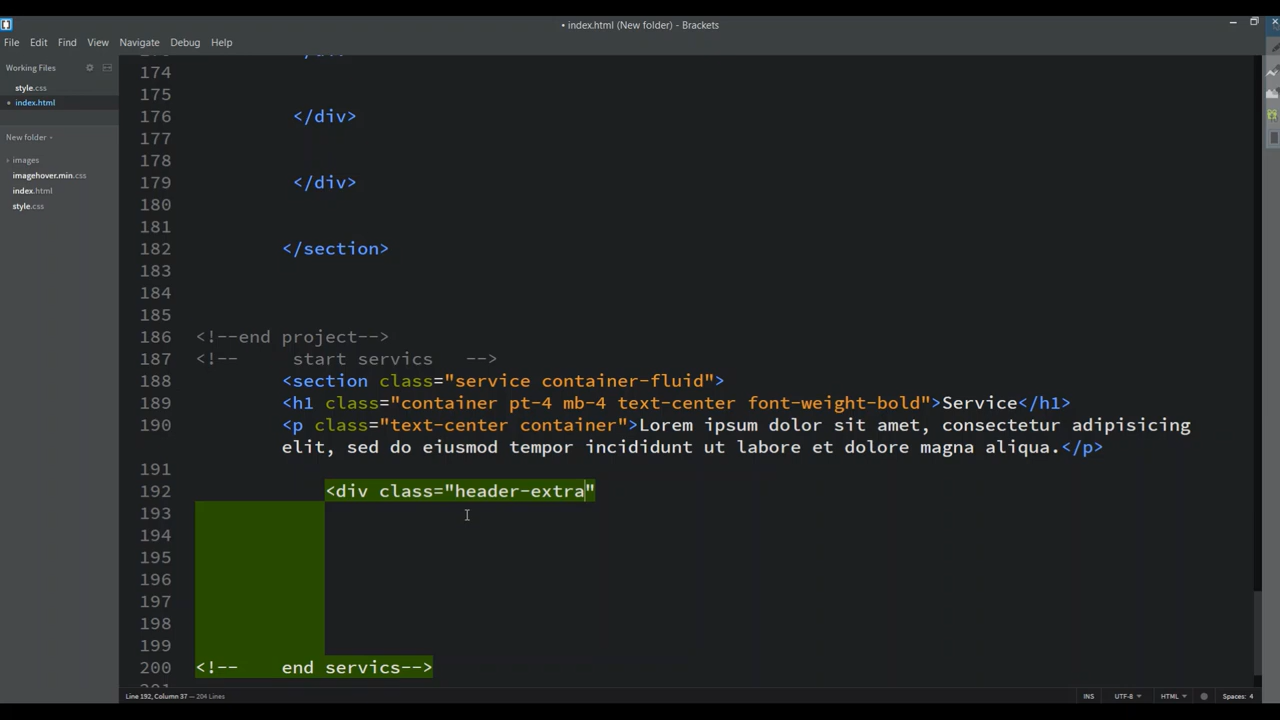 • index.html (New folder) - Brackets
File Edit Find View Navigate Debug Help
Working Files
style.css
• index.html
New folder
images
imagehover.min.css
index.html
style.css
174
175
176 </div>
177
178
179 </div>
180
181
182 </section>
183
184
185
186 <!--end project-->
187 <!-- start servics -->
188 <section class="service container-fluid">
189 <h1 class="container pt-4 mb-4 text-center font-weight-bold">Service</h1>
190 <p class="text-center container">Lorem ipsum dolor sit amet, consectetur adipisicing
elit, sed do eiusmod tempor incididunt ut labore et dolore magna aliqua.</p>
191
192 <div class="header-extra"
193
194
195
196
197
198
199
200 <!-- end servics-->
Line 192, Column 37 — 204 Lines
INS UTF-8 HTML Spaces: 4